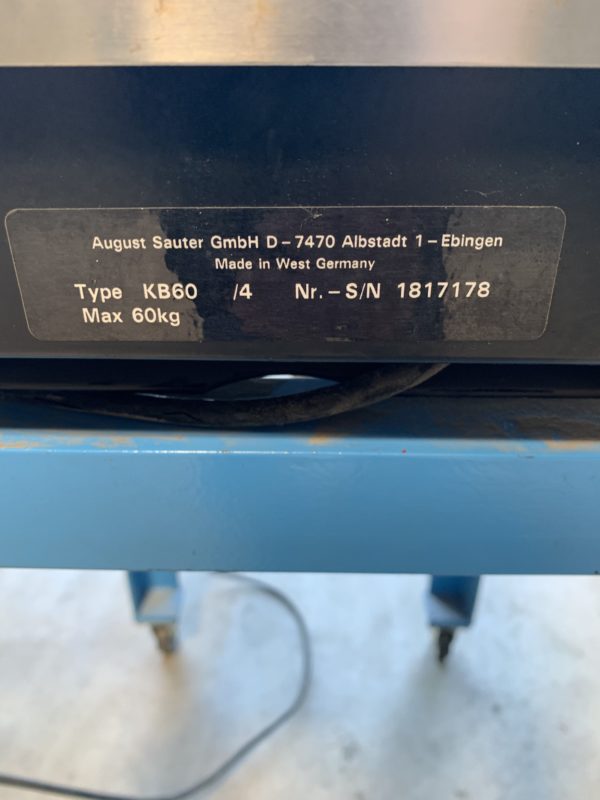 August Sauter GmbH D - 7470 Albstadt 1 - Ebingen
Made in West Germany
Type KB60 /4 Nr. - S/N 1817178
Max 60kg